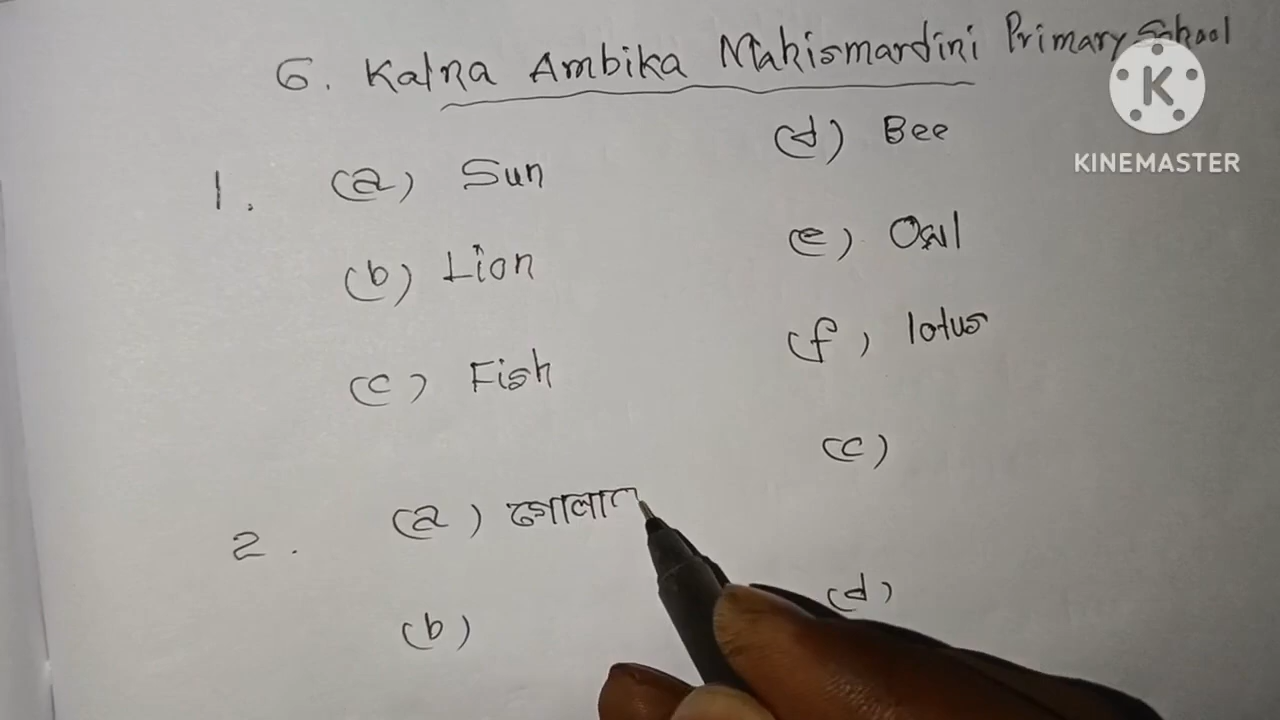 6. Kalna Ambika Mahismardini Primary School
KINEMASTER
1. (a) Sun
(b) Lion
(c) Fish
(d) Bee
(e) Owl
(f) lotus
2. (a)
(b)
(c)
(d)